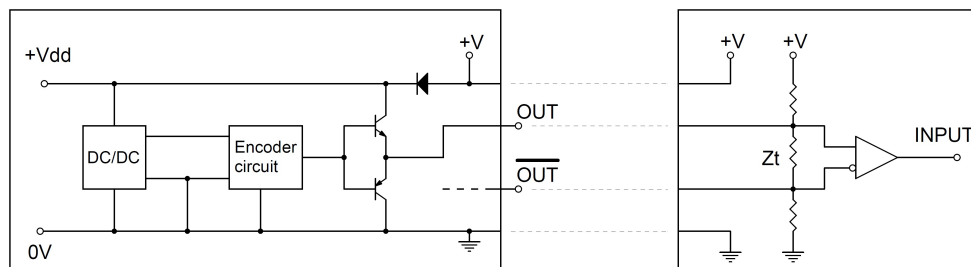 +Vdd
+V
+V
+V
OUT
DC/DC
Encoder
circuit
OUT
Zt
INPUT
0V